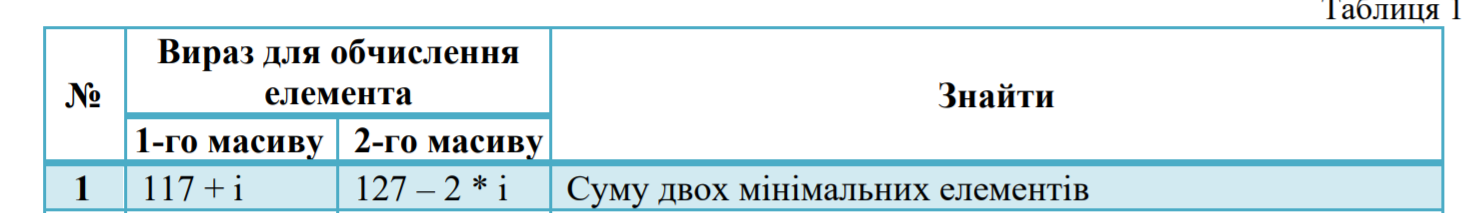 Таблиця 1
№
Вираз для обчислення
елемента
Знайти
1-го масиву
2-го масиву
1
117 + i
127 – 2 * i
Суму двох мінімальних елементів